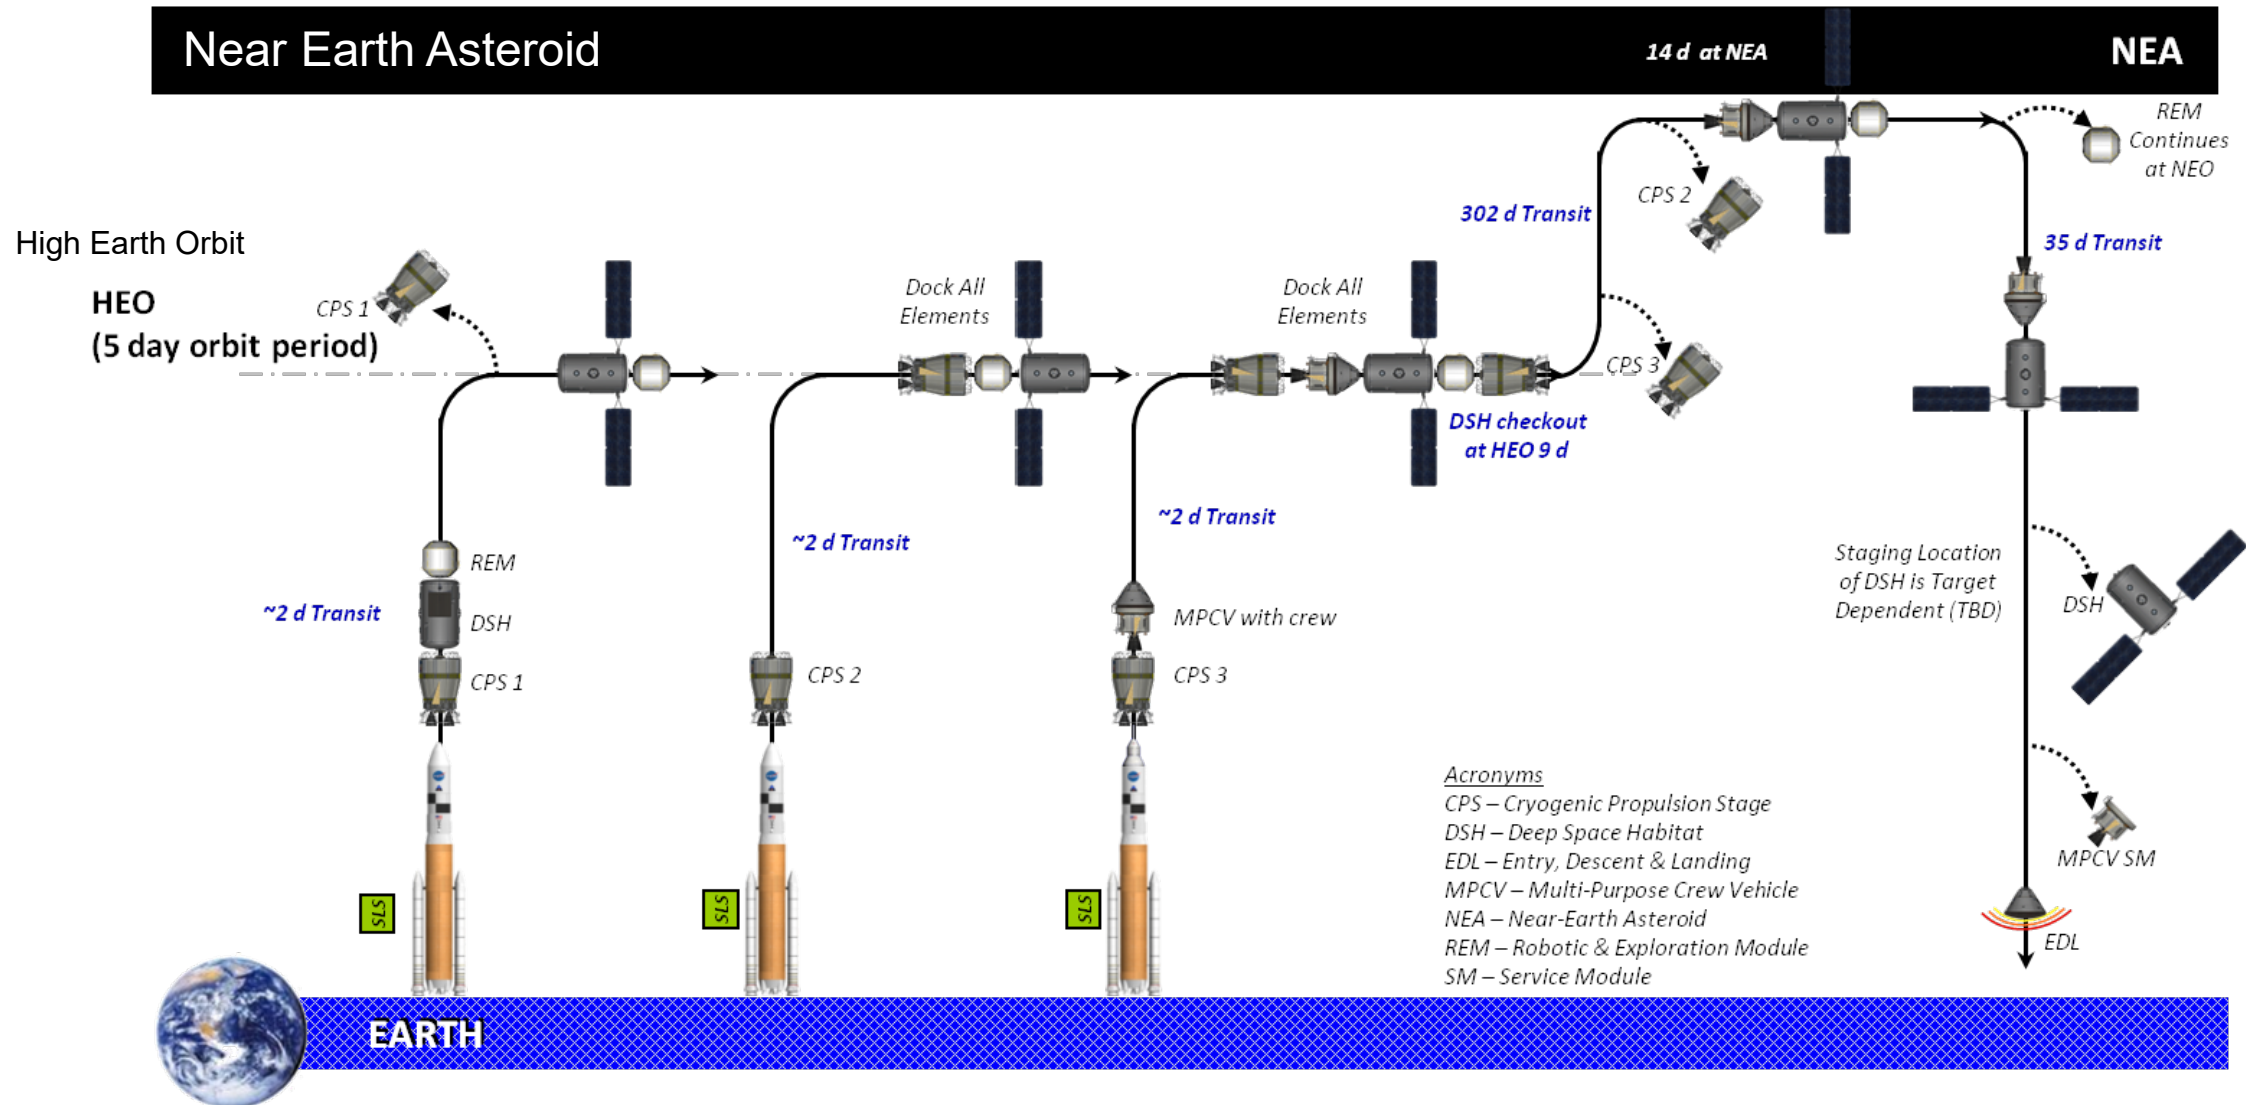 Near Earth Asteroid
14 d at NEA
NEA
REM
Continues
at NEO
CPS 2
302 d Transit
35 d Transit
High Earth Orbit
HEO
(5 day orbit period)
CPS 1
Dock All
Elements
Dock All
Elements
CPS 3
DSH checkout
at HEO 9 d
~2 d Transit
REM
DSH
CPS 1
~2 d Transit
CPS 2
~2 d Transit
MPCV with crew
CPS 3
Staging Location
of DSH is Target
Dependent (TBD)
DSH
MPCV SM
EDL
Acronyms
CPS – Cryogenic Propulsion Stage
DSH – Deep Space Habitat
EDL – Entry, Descent & Landing
MPCV – Multi-Purpose Crew Vehicle
NEA – Near-Earth Asteroid
REM – Robotic & Exploration Module
SM – Service Module
SLS
SLS
SLS
EARTH